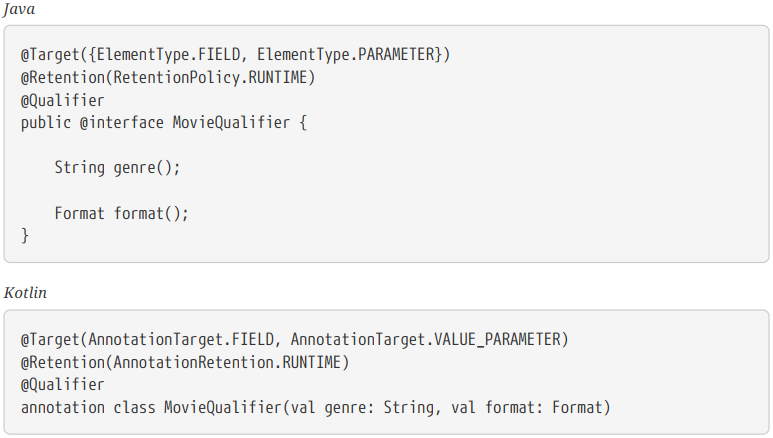 Java
@Target({ElementType.FIELD, ElementType.PARAMETER})
@Retention(RetentionPolicy.RUNTIME)
@Qualifier
public @interface MovieQualifier {
    String genre();
    Format format();
}
Kotlin
@Target(AnnotationTarget.FIELD, AnnotationTarget.VALUE_PARAMETER)
@Retention(AnnotationRetention.RUNTIME)
@Qualifier
annotation class MovieQualifier(val genre: String, val format: Format)